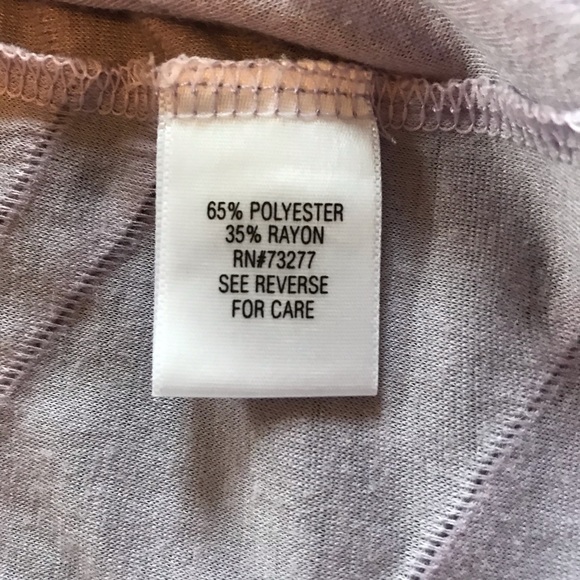 65% POLYESTER
35% RAYON
RN#73277
SEE REVERSE
FOR CARE